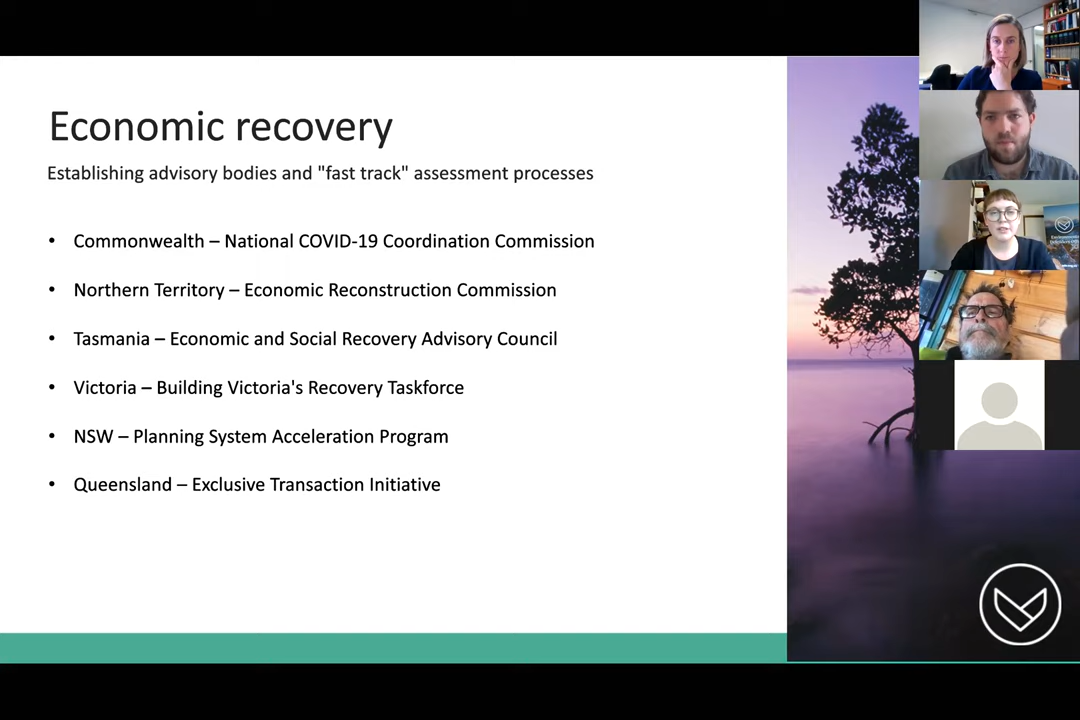 Economic recovery
Establishing advisory bodies and "fast track" assessment processes
• Commonwealth – National COVID-19 Coordination Commission
• Northern Territory – Economic Reconstruction Commission
• Tasmania – Economic and Social Recovery Advisory Council
• Victoria – Building Victoria's Recovery Taskforce
• NSW – Planning System Acceleration Program
• Queensland – Exclusive Transaction Initiative